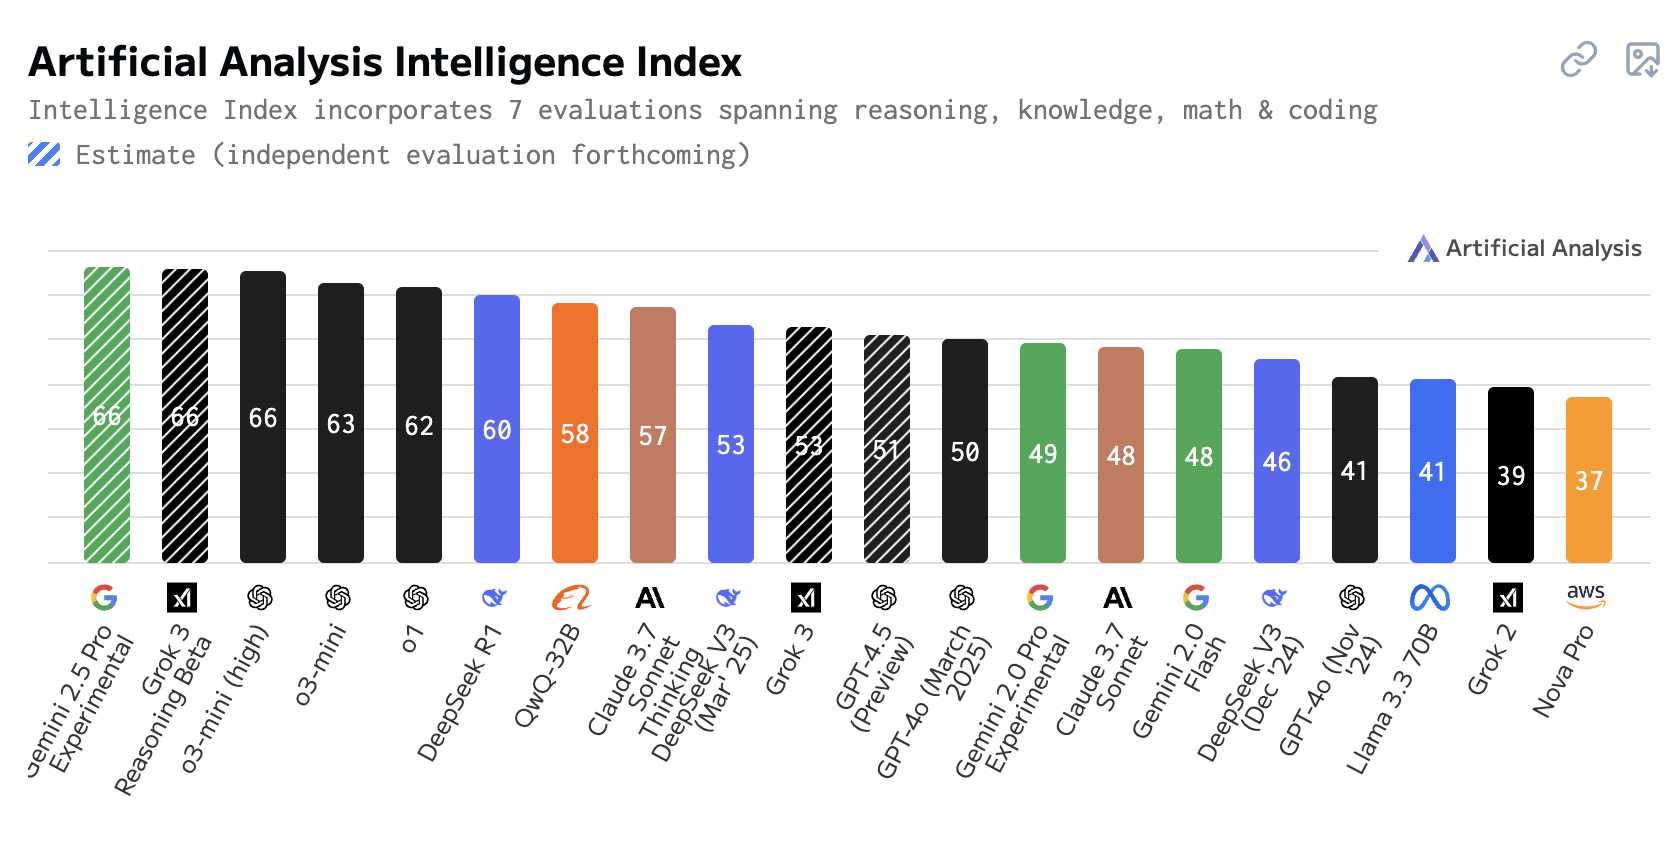 Artificial Analysis Intelligence Index
Intelligence Index incorporates 7 evaluations spanning reasoning, knowledge, math & coding
Estimate (independent evaluation forthcoming)
Artificial Analysis
66
66
66
63
62
60
58
57
53
53
51
50
49
48
48
46
41
41
39
37
aws
Gemini 2.5 Pro
Experimental
Grok 3
Reasoning Beta
o3-mini (high)
o3-mini
o1
DeepSeek R1
QwQ-32B
Claude 3.7
Sonnet
Thinking
DeepSeek V3
(Mar' 25)
Grok 3
GPT-4.5
(Preview)
GPT-4o (March
2025)
Gemini 2.0 Pro
Experimental
Claude 3.7
Sonnet
Gemini 2.0
Flash
DeepSeek V3
(Dec '24)
GPT-4o (Nov
'24)
Llama 3.3 70B
Grok 2
Nova Pro